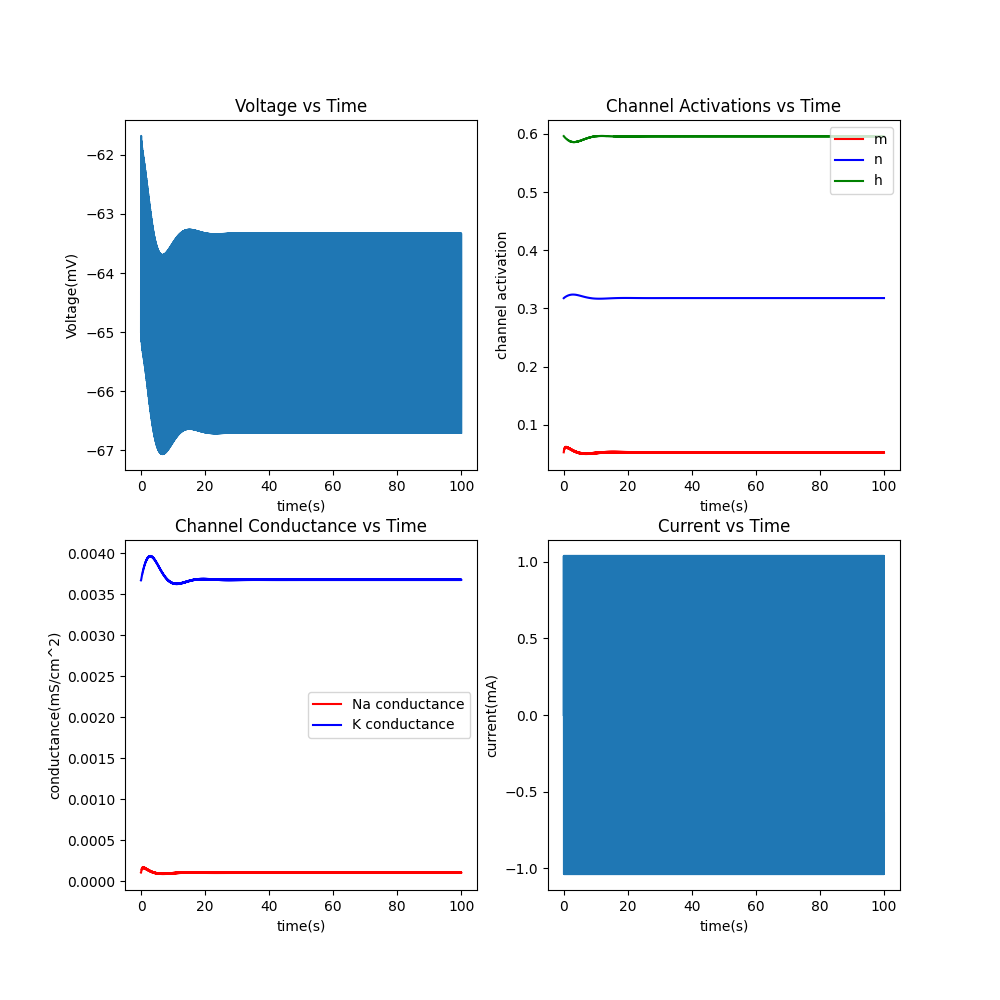 Voltage vs Time
−62
−63
−64
−65
−66
−67
Voltage(mV)
0 20 40 60 80 100
time(s)
Channel Activations vs Time
0.6
0.5
0.4
0.3
0.2
0.1
channel activation
m
n
h
0 20 40 60 80 100
time(s)
Channel Conductance vs Time
0.0040
0.0035
0.0030
0.0025
0.0020
0.0015
0.0010
0.0005
0.0000
conductance(mS/cm^2)
Na conductance
K conductance
0 20 40 60 80 100
time(s)
Current vs Time
1.0
0.5
0.0
−0.5
−1.0
current(mA)
0 20 40 60 80 100
time(s)